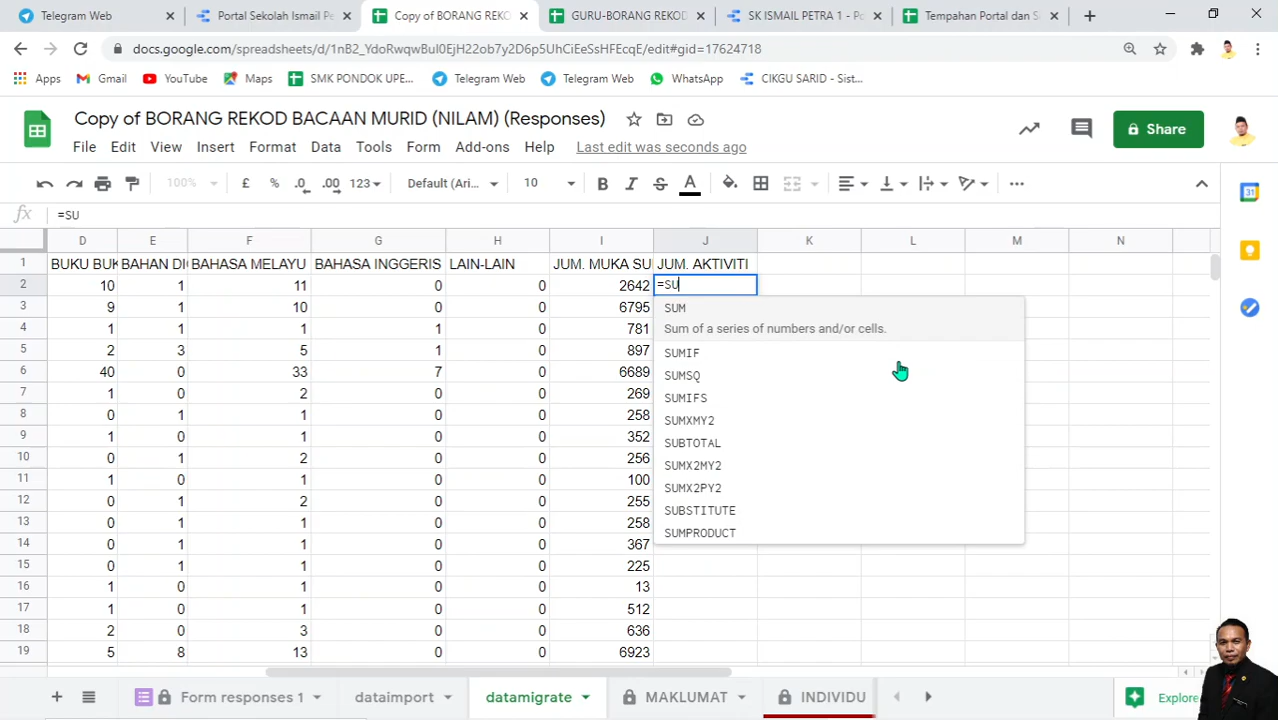 Telegram Web
Portal Sekolah Ismail Pe
Copy of BORANG REKO
GURU-BORANG REKOD
SK ISMAIL PETRA 1 - Po
Tempahan Portal dan Si
docs.google.com/spreadsheets/d/1nB2_YdoRwqwBuI0EjH22ob7y2D6p5UhCiEeSsHFEcqE/edit#gid=17624718
Apps
Gmail
YouTube
Maps
SMK PONDOK UPE...
Telegram Web
Telegram Web
WhatsApp
CIKGU SARID - Sist...
Copy of BORANG REKOD BACAAN MURID (NILAM) (Responses)
Share
File Edit View Insert Format Data Tools Form Add-ons Help Last edit was seconds ago
100% £ % .0 .00 123 Default (Ari... 10 B I S A ...
fx =SU
D E F G H I J K L M N
1 BUKU BUK BAHAN DIG BAHASA MELAYU BAHASA INGGERIS LAIN-LAIN JUM. MUKA SU JUM. AKTIVITI
2 10 1 11 0 0 2642 =SU
3 9 1 10 0 0 6795
4 1 1 1 1 0 781
5 2 3 5 1 0 897
6 40 0 33 7 0 6689
7 1 0 2 0 0 269
8 0 1 1 0 0 258
9 1 0 1 0 0 352
10 0 1 2 0 0 256
11 1 0 1 0 0 100
12 0 1 2 0 0 255
13 0 1 1 0 0 258
14 0 1 1 0 0 367
15 0 1 1 0 0 225
16 1 0 1 0 0 13
17 1 0 1 0 0 512
18 2 0 3 0 0 636
19 5 8 13 0 0 6923
SUM
Sum of a series of numbers and/or cells.
SUMIF
SUMSQ
SUMIFS
SUMXMY2
SUBTOTAL
SUMX2MY2
SUMX2PY2
SUBSTITUTE
SUMPRODUCT
31
Form responses 1
dataimport
datamigrate
MAKLUMAT
INDIVIDU
Explore